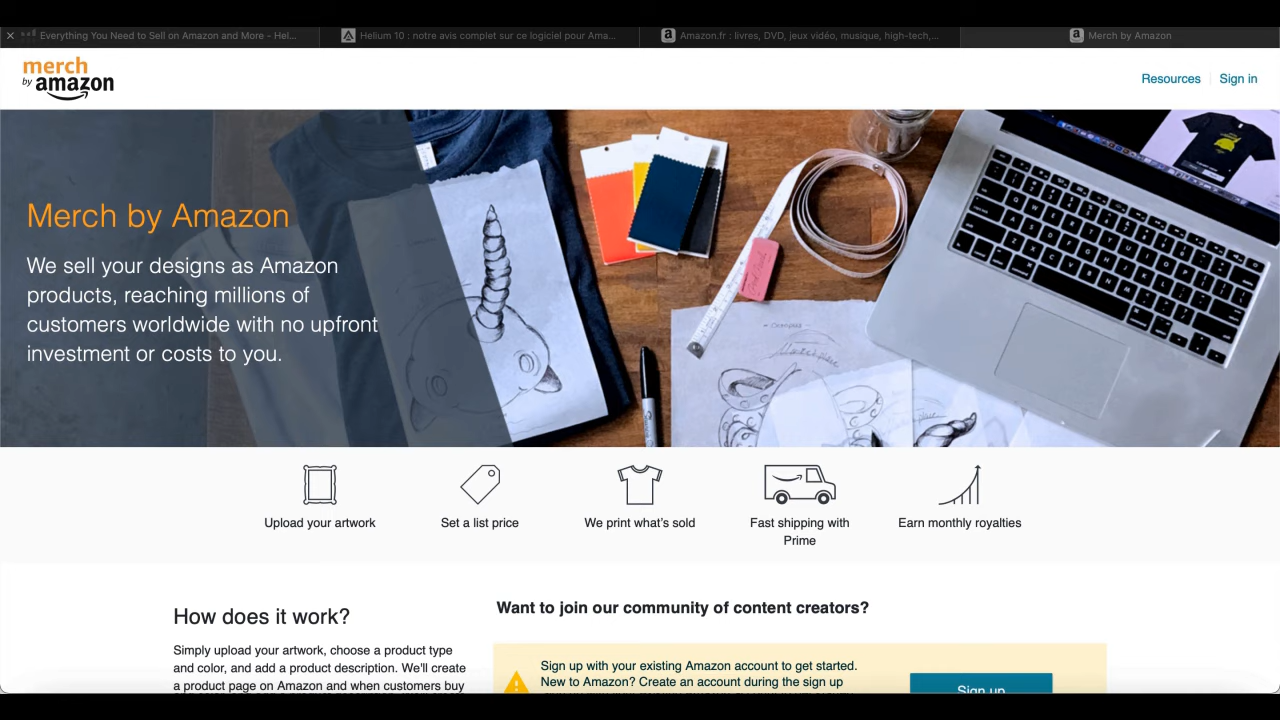 Everything You Need to Sell on Amazon and More - Hel...
Helium 10 : notre avis complet sur ce logiciel pour Ama...
Amazon.fr : livres, DVD, jeux vidéo, musique, high-tech,...
Merch by Amazon
merch
by amazon
Resources
Sign in
Merch by Amazon
We sell your designs as Amazon
products, reaching millions of
customers worldwide with no upfront
investment or costs to you.
Upload your artwork
Set a list price
We print what's sold
Fast shipping with
Prime
Earn monthly royalties
How does it work?
Simply upload your artwork, choose a product type
and color, and add a product description. We'll create
a product page on Amazon and when customers buy
Want to join our community of content creators?
Sign up with your existing Amazon account to get started.
New to Amazon? Create an account during the sign up
Sign up